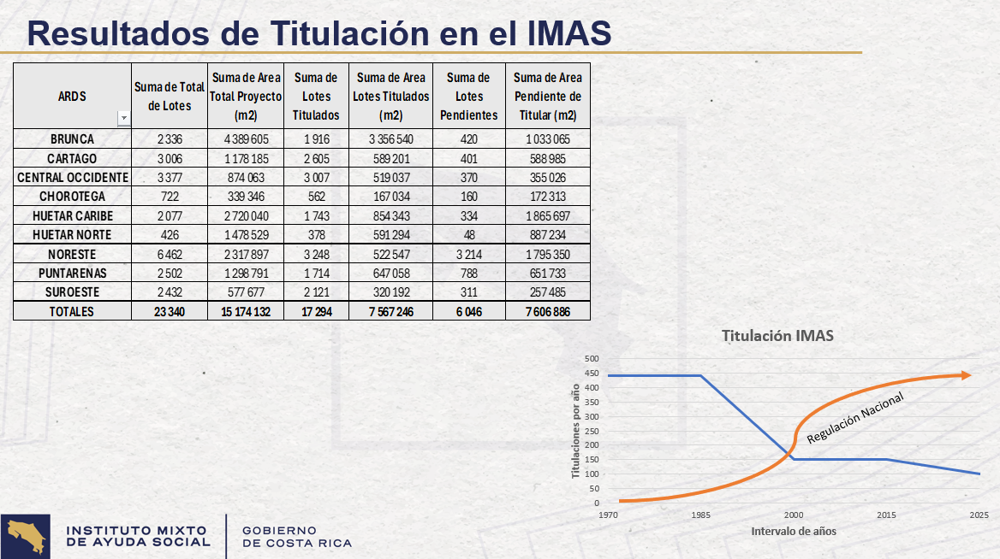 Resultados de Titulación en el IMAS
ARDS Suma de Total de Lotes Suma de Area Total Proyecto (m2) Suma de Lotes Titulados Suma de Area Lotes Titulados (m2) Suma de Lotes Pendientes Suma de Area Pendiente de Titular (m2)
BRUNCA 2 336 4 389 605 1 916 3 356 540 420 1 033 065
CARTAGO 3 006 1 178 185 2 605 589 201 401 588 985
CENTRAL OCCIDENTE 3 377 874 063 3 007 519 037 370 355 026
CHOROTEGA 722 339 346 562 167 034 160 172 313
HUETAR CARIBE 2 077 2 720 040 1 743 854 343 334 1 865 697
HUETAR NORTE 426 1 478 529 378 591 294 48 887 234
NORESTE 6 462 2 317 897 3 248 522 547 3 214 1 795 350
PUNTARENAS 2 502 1 298 791 1 714 647 058 788 651 733
SUROESTE 2 432 577 677 2 121 320 192 311 257 485
TOTALES 23 340 15 174 132 17 294 7 567 246 6 046 7 606 886
Titulación IMAS
Titulaciones por año
500
450
400
350
300
250
200
150
100
50
0
Regulación Nacional
1970 1985 2000 2015 2025
Intervalo de años
INSTITUTO MIXTO
DE AYUDA SOCIAL
GOBIERNO
DE COSTA RICA